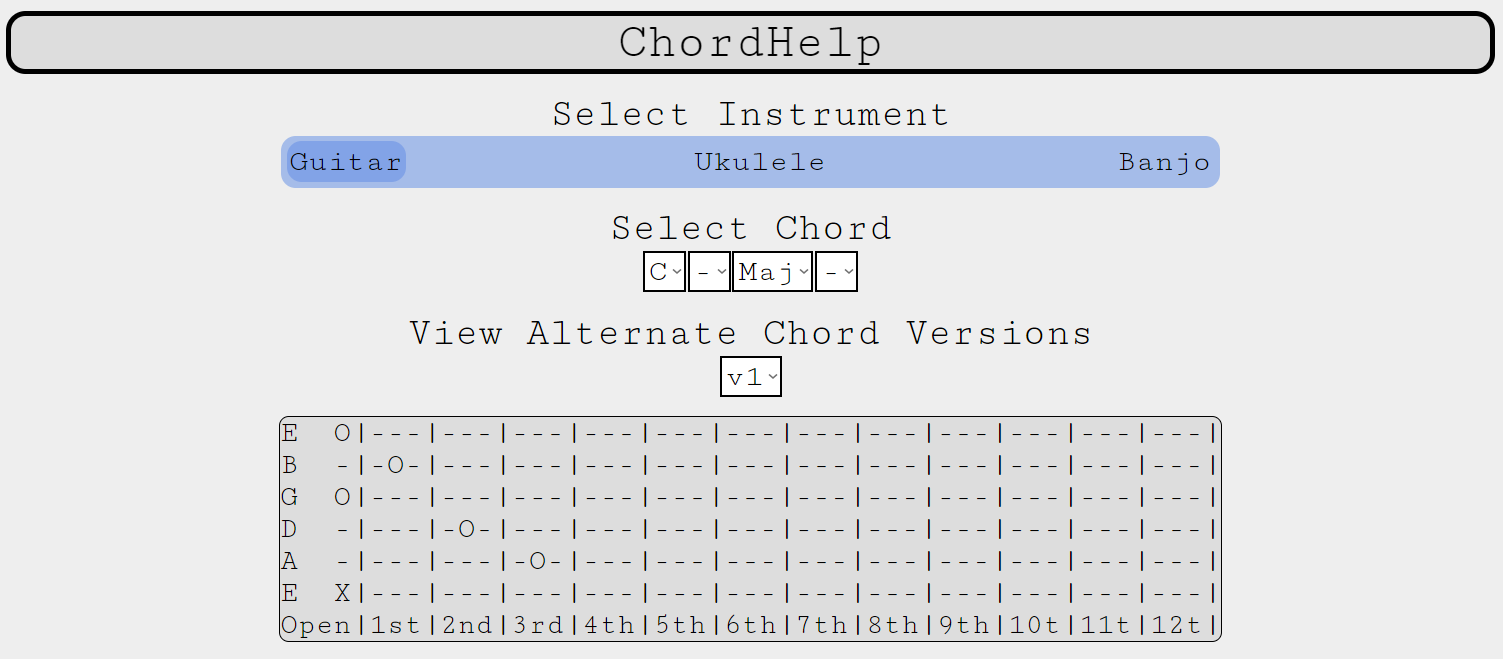 ChordHelp
Select Instrument
Guitar Ukulele Banjo
Select Chord
C - Maj -
View Alternate Chord Versions
v1
E  O|---|---|---|---|---|---|---|---|---|---|---|---|
B  -|-O-|---|---|---|---|---|---|---|---|---|---|---|
G  O|---|---|---|---|---|---|---|---|---|---|---|---|
D  -|---|-O-|---|---|---|---|---|---|---|---|---|---|
A  -|---|---|-O-|---|---|---|---|---|---|---|---|---|
E  X|---|---|---|---|---|---|---|---|---|---|---|---|
Open|1st|2nd|3rd|4th|5th|6th|7th|8th|9th|10t|11t|12t|